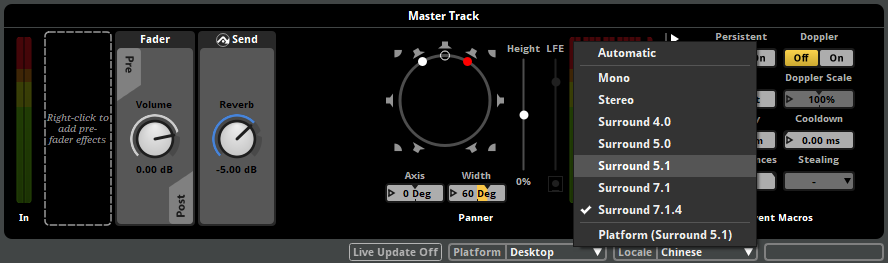 Master Track
Fader
Send
Height
LFE
Persistent
Doppler
Pre
Off
On
Automatic
Mono
Stereo
Surround 4.0
Surround 5.0
Surround 5.1
Surround 7.1
Surround 7.1.4
Platform (Surround 5.1)
Doppler Scale
100%
Cooldown
0.00 ms
Stealing
-
Right-click to
add pre-
fader effects
Volume
Reverb
0.00 dB
-5.00 dB
Post
Axis
Width
0 Deg
60 Deg
0%
In
Panner
Macros
Live Update Off
Platform
Desktop
Locale
Chinese